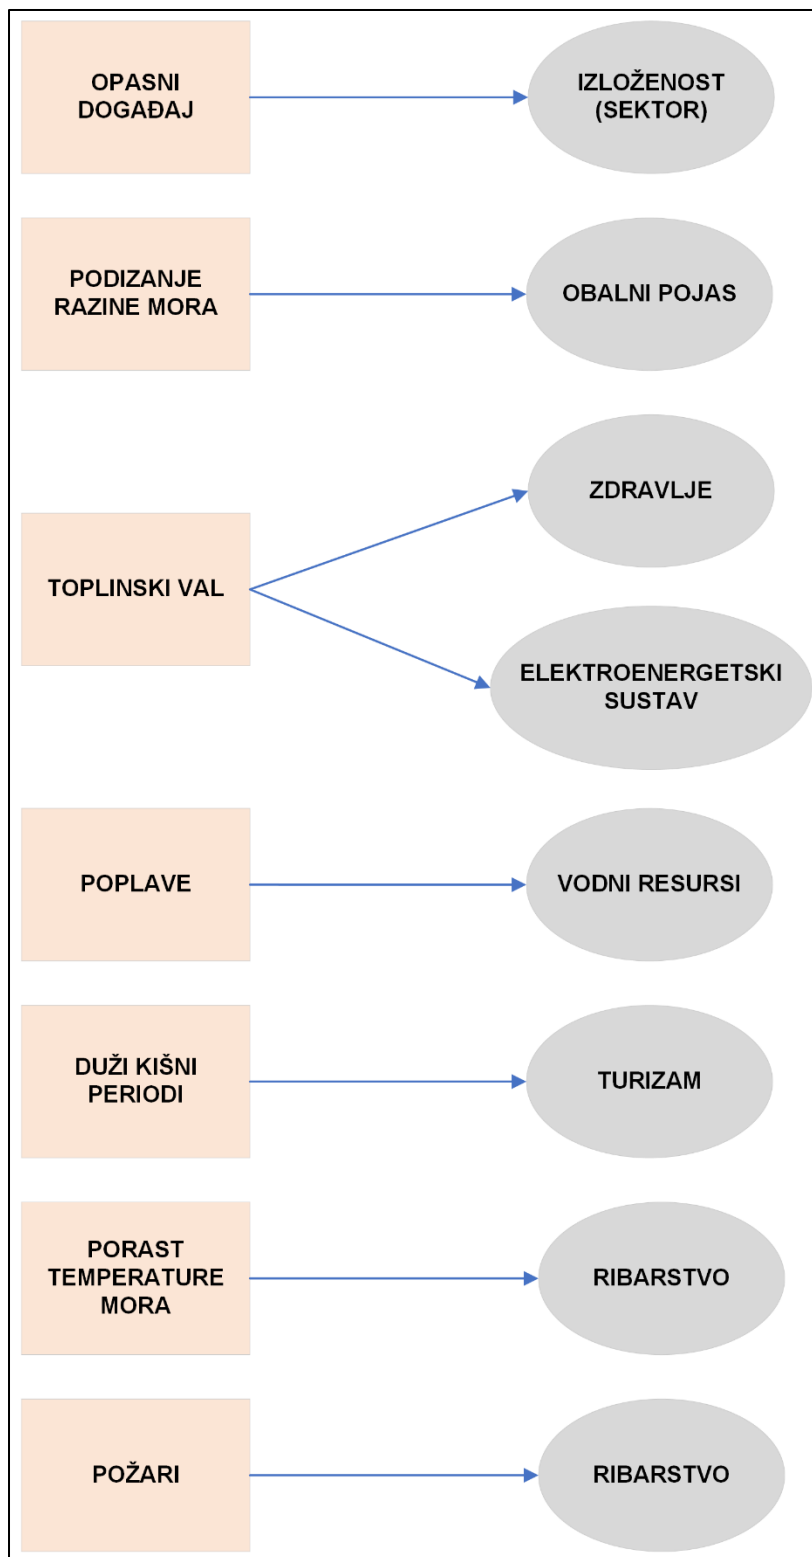 OPASNI
DOGAĐAJ
IZLOŽENOST
(SEKTOR)
PODIZANJE
RAZINE MORA
OBALNI POJAS
TOPLINSKI VAL
ZDRAVLJE
ELEKTROENERGETSKI
SUSTAV
POPLAVE
VODNI RESURSI
DUŽI KIŠNI
PERIODI
TURIZAM
PORAST
TEMPERATURE
MORA
RIBARSTVO
POŽARI
RIBARSTVO